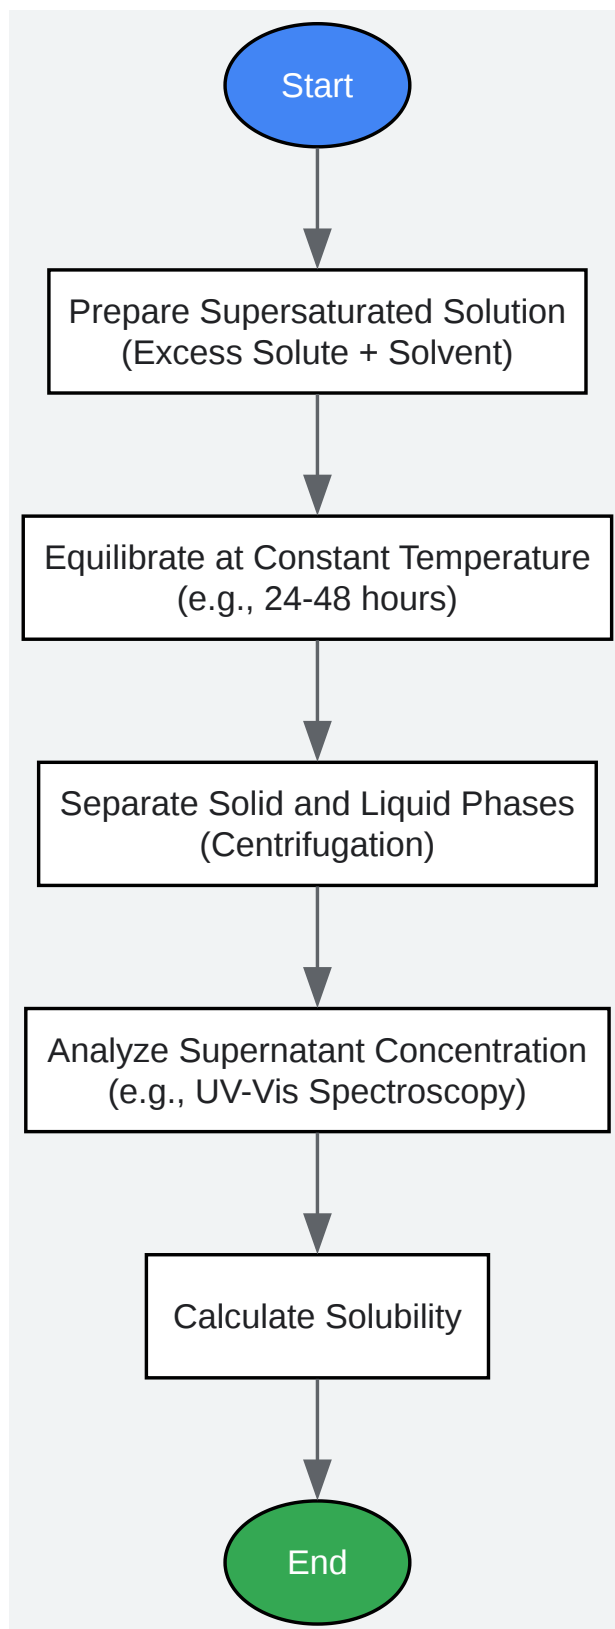 Start
Prepare Supersaturated Solution
(Excess Solute + Solvent)
Equilibrate at Constant Temperature
(e.g., 24-48 hours)
Separate Solid and Liquid Phases
(Centrifugation)
Analyze Supernatant Concentration
(e.g., UV-Vis Spectroscopy)
Calculate Solubility
End